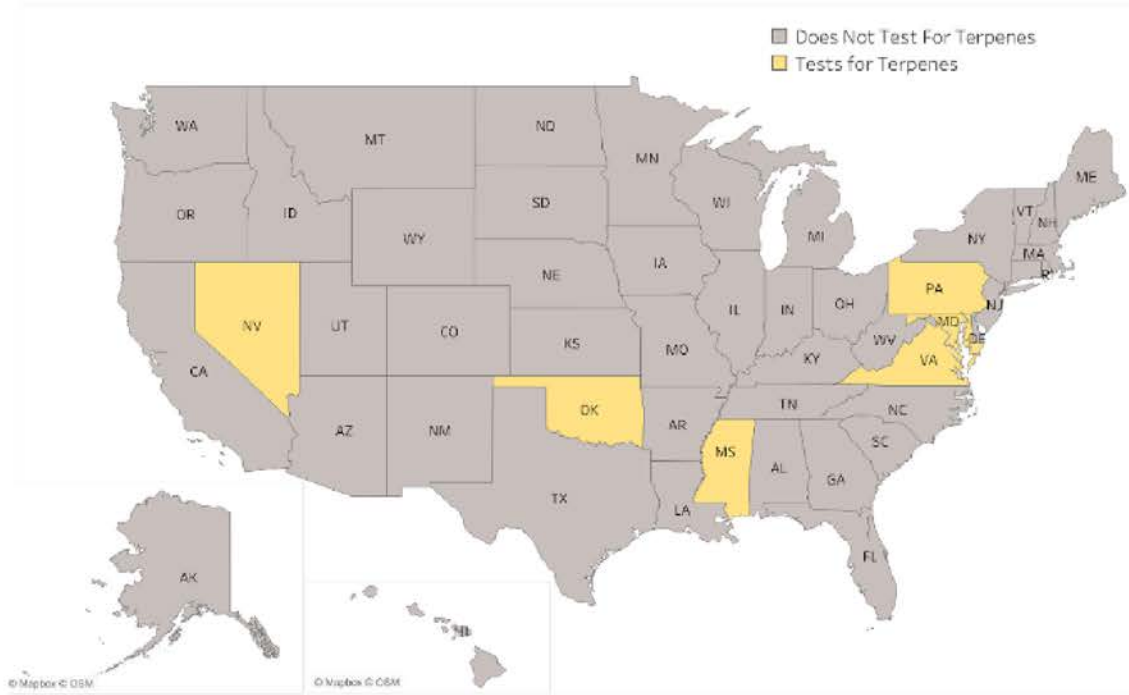 Does Not Test For Terpenes
Tests for Terpenes
WA
MT
ND
MN
ME
OR
ID
SD
WI
VT
NH
WY
MI
NY
MA
IA
NE
PA
NJ
NV
UT
CO
IL
IN
OH
MD
DE
KS
MO
WV
VA
CA
KY
OK
TN
NC
AZ
NM
AR
SC
MS
AL
GA
TX
LA
FL
AK
HI
© Mapbox © OSM
© Mapbox © OSM